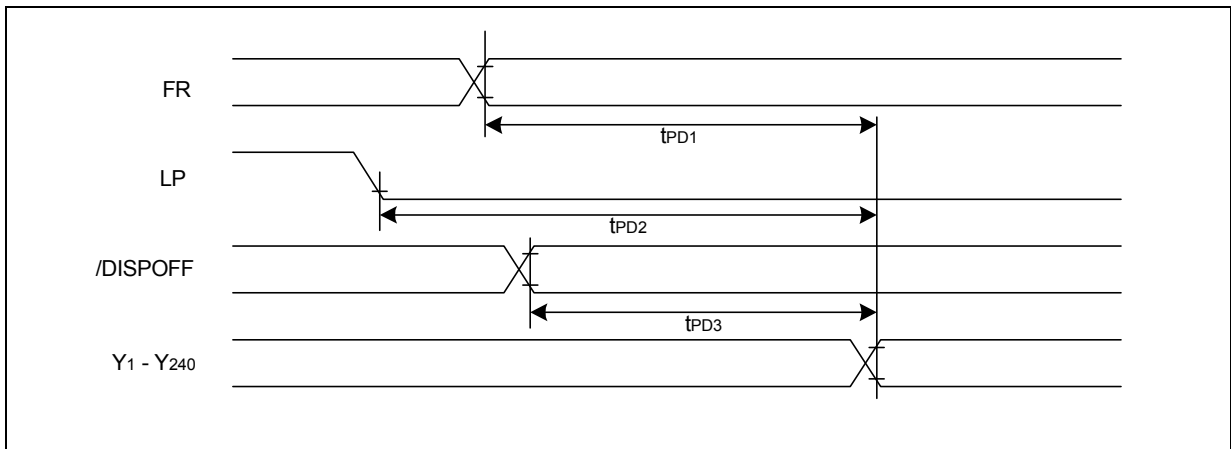 FR
tPD1
LP
tPD2
/DISPOFF
tPD3
Y1 - Y240